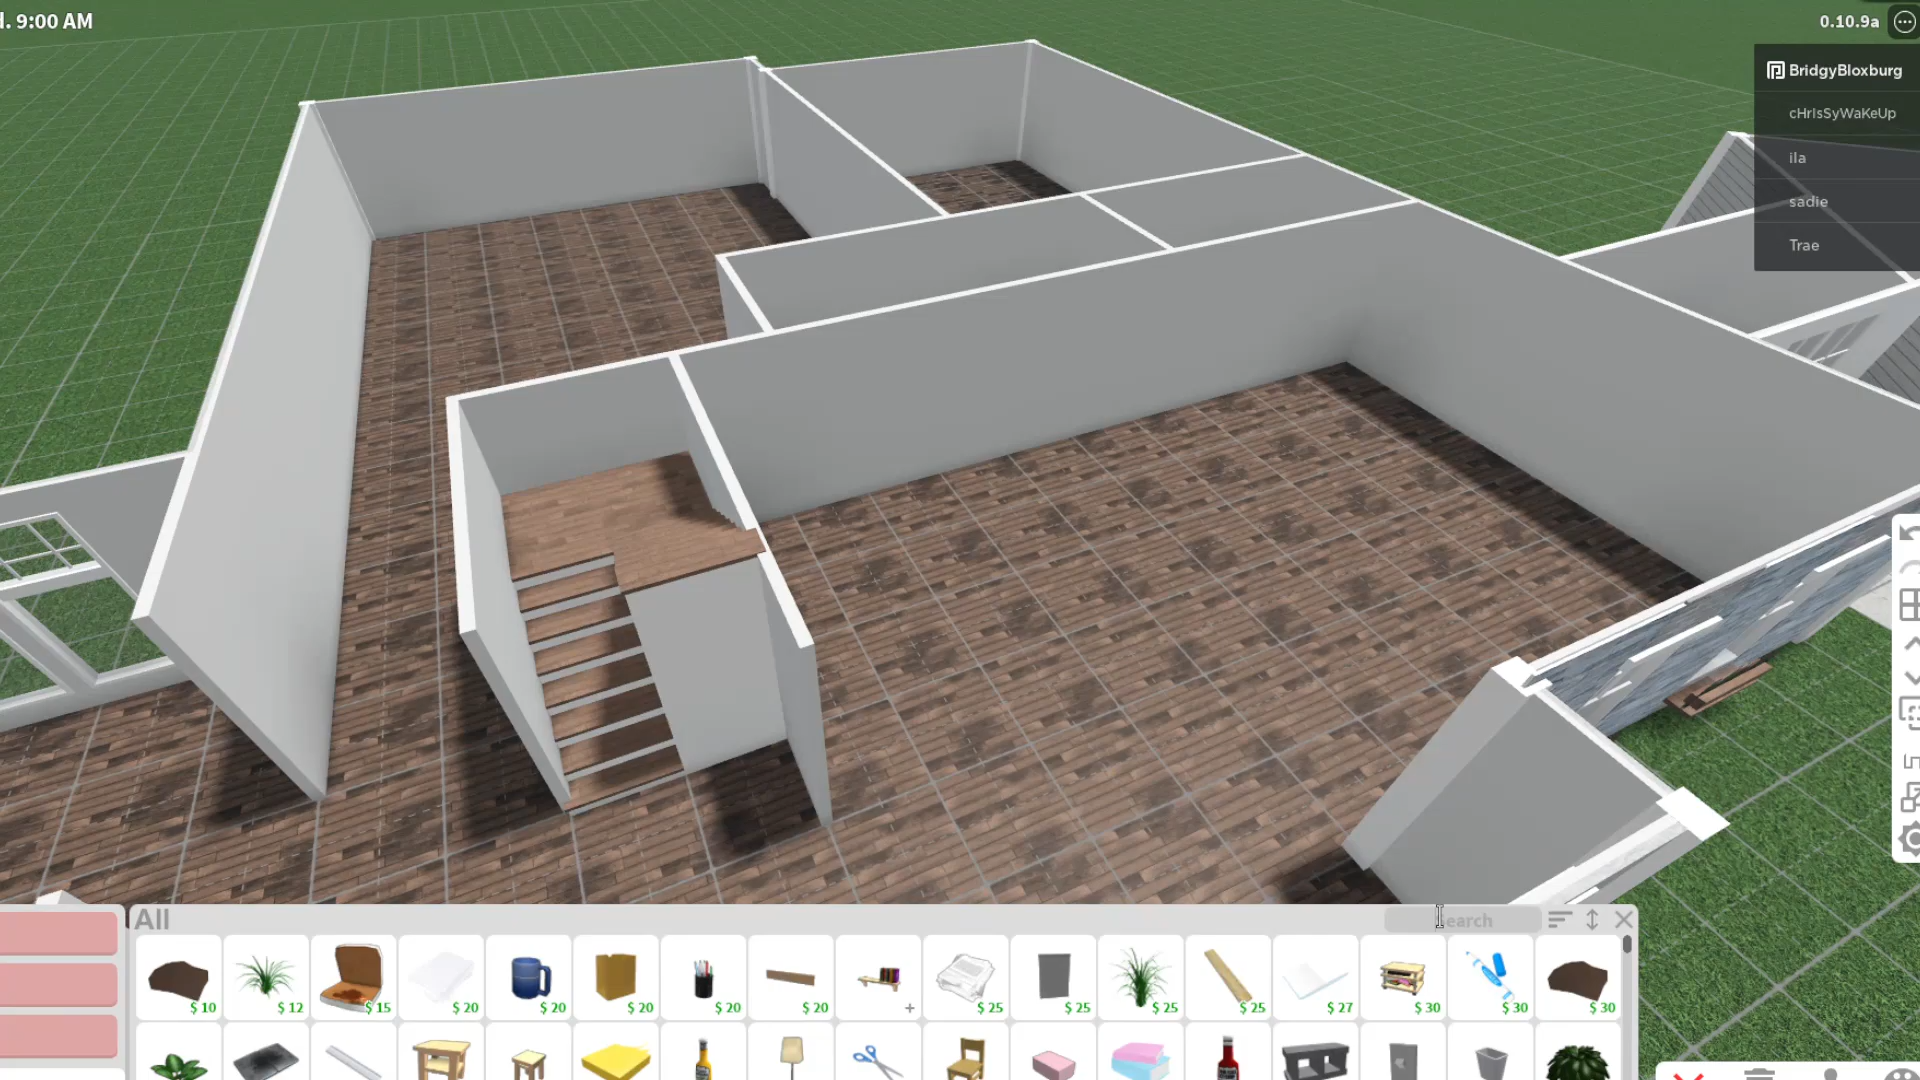 d. 9:00 AM
0.10.9a
BridgyBloxburg
cHrIsSyWaKeUp
ila
sadie
Trae
All
Search
$ 10
$ 12
$ 15
$ 20
$ 20
$ 20
$ 20
$ 20
+
$ 25
$ 25
$ 25
$ 25
$ 27
$ 30
$ 30
$ 30